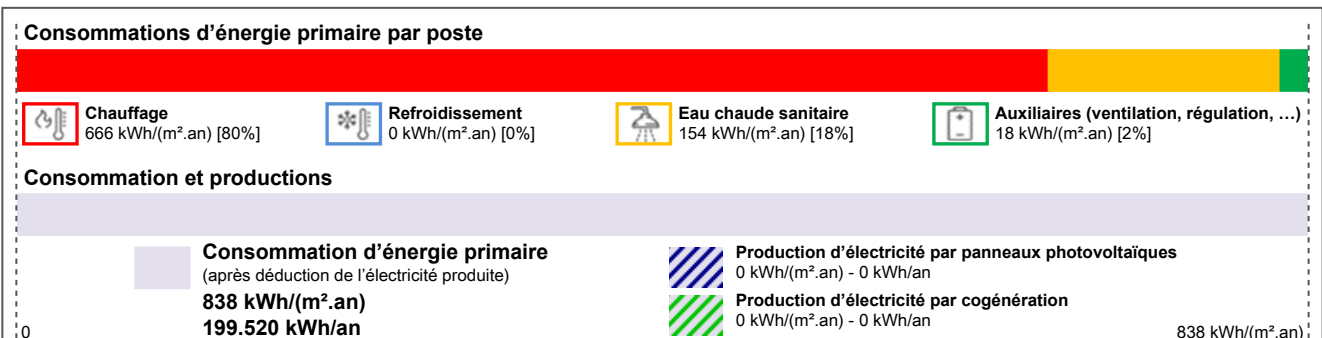 Consommations d'énergie primaire par poste
Chauffage
666 kWh/(m².an) [80%]
Refroidissement
0 kWh/(m².an) [0%]
Eau chaude sanitaire
154 kWh/(m².an) [18%]
Auxiliaires (ventilation, régulation, …)
18 kWh/(m².an) [2%]
Consommation et productions
Consommation d'énergie primaire
(après déduction de l'électricité produite)
838 kWh/(m².an)
199.520 kWh/an
Production d'électricité par panneaux photovoltaïques
0 kWh/(m².an) - 0 kWh/an
Production d'électricité par cogénération
0 kWh/(m².an) - 0 kWh/an
0
838 kWh/(m².an)